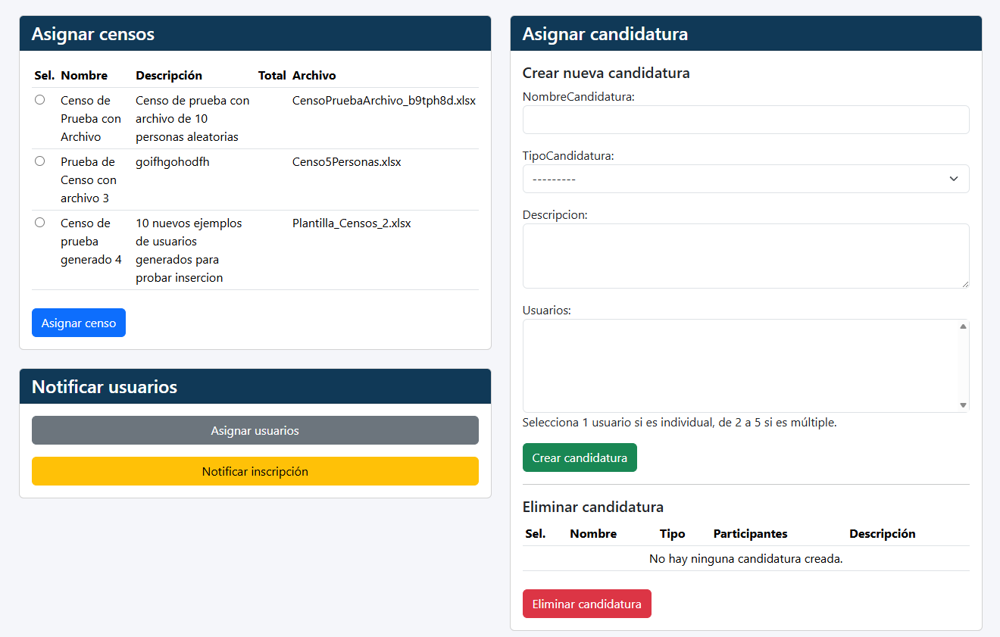 Asignar censos
Sel. Nombre Descripción Total Archivo
Censo de Prueba con Archivo Censo de prueba con archivo de 10 personas aleatorias CensoPruebaArchivo_b9tph8d.xlsx
Prueba de Censo con archivo 3 goifhgohodfh Censo5Personas.xlsx
Censo de prueba generado 4 10 nuevos ejemplos de usuarios generados para probar insercion Plantilla_Censos_2.xlsx
Asignar censo
Notificar usuarios
Asignar usuarios
Notificar inscripción
Asignar candidatura
Crear nueva candidatura
NombreCandidatura:
TipoCandidatura:
---------
Descripcion:
Usuarios:
Selecciona 1 usuario si es individual, de 2 a 5 si es múltiple.
Crear candidatura
Eliminar candidatura
Sel. Nombre Tipo Participantes Descripción
No hay ninguna candidatura creada.
Eliminar candidatura